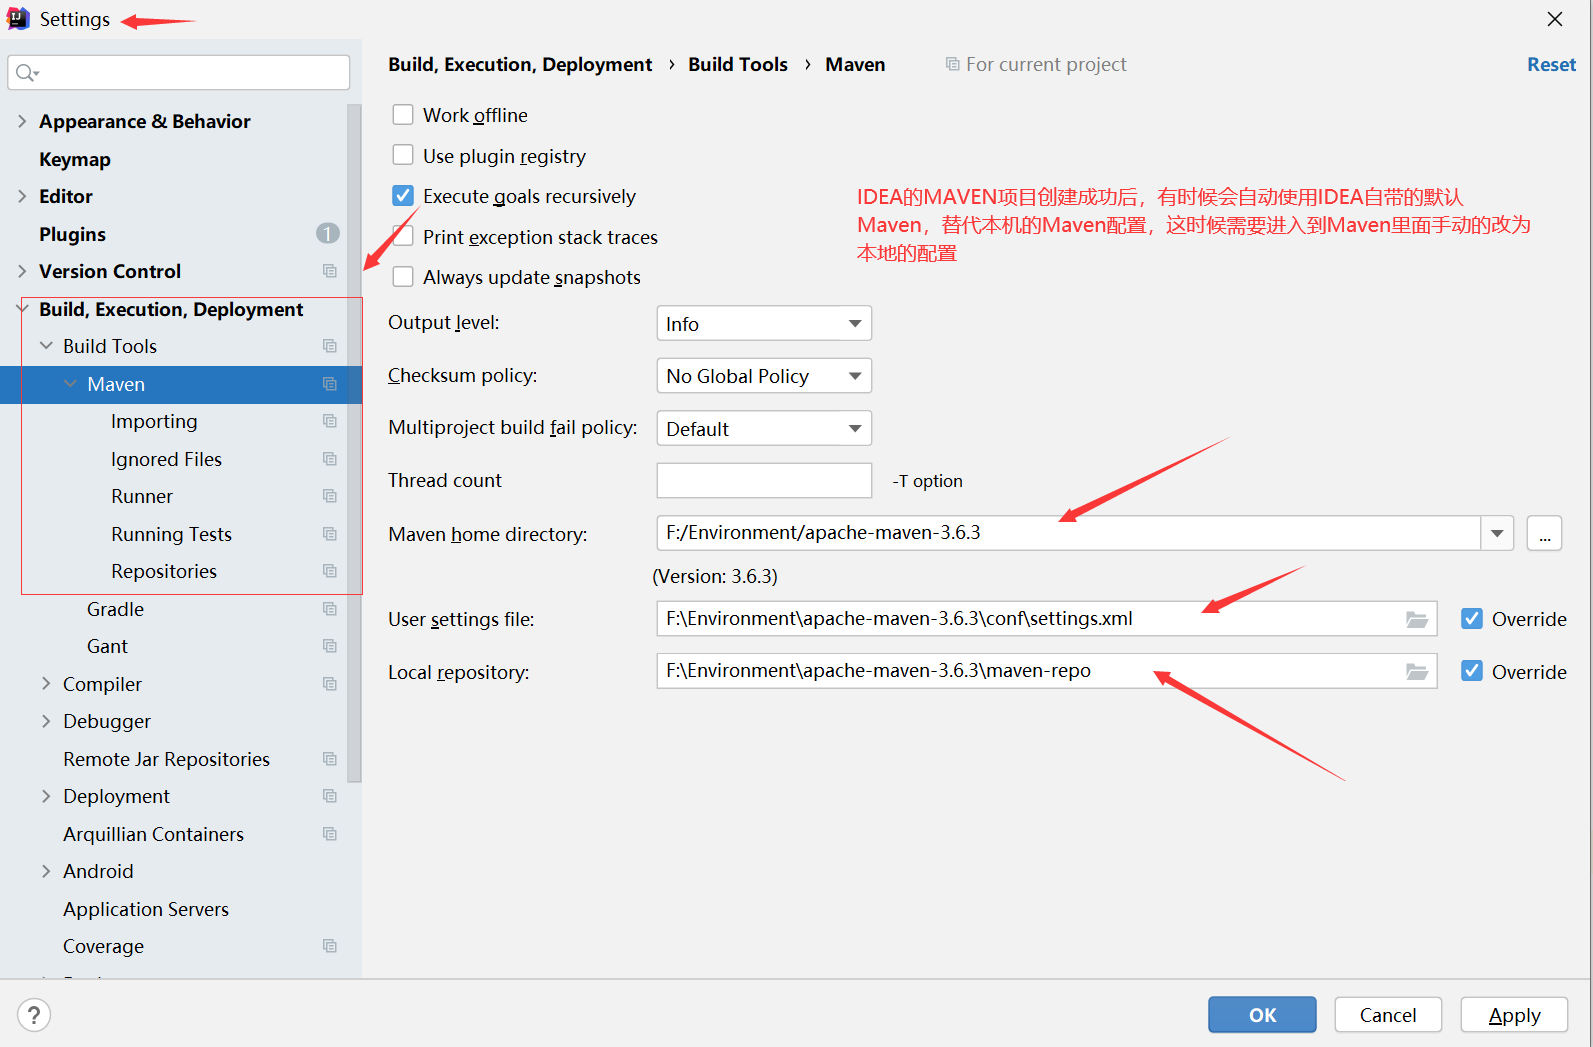 Settings
Appearance & Behavior
Keymap
Editor
Plugins
1
Version Control
Build, Execution, Deployment
Build Tools
Maven
Importing
Ignored Files
Runner
Running Tests
Repositories
Gradle
Gant
Compiler
Debugger
Remote Jar Repositories
Deployment
Arquillian Containers
Android
Application Servers
Coverage
Build, Execution, Deployment › Build Tools › Maven For current project Reset
Work offline
Use plugin registry
Execute goals recursively
Print exception stack traces
Always update snapshots
IDEA的MAVEN项目创建成功后，有时候会自动使用IDEA自带的默认
Maven，替代本机的Maven配置，这时候需要进入到Maven里面手动的改为
本地的配置
Output level: Info
Checksum policy: No Global Policy
Multiproject build fail policy: Default
Thread count -T option
Maven home directory: F:/Environment/apache-maven-3.6.3 ...
(Version: 3.6.3)
User settings file: F:\Environment\apache-maven-3.6.3\conf\settings.xml Override
Local repository: F:\Environment\apache-maven-3.6.3\maven-repo Override
? OK Cancel Apply